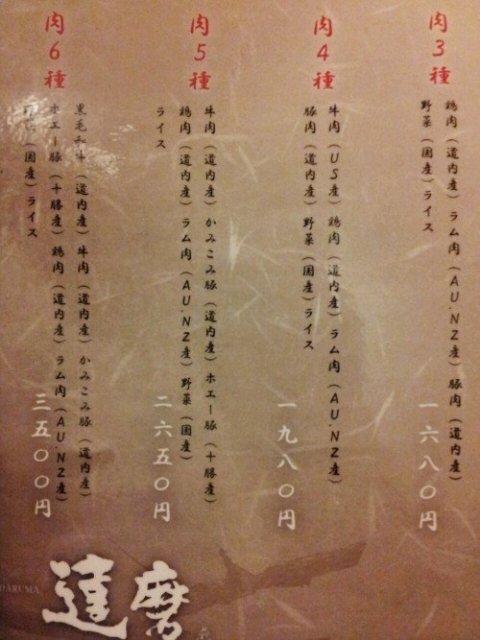 肉3種
鶏肉（道内産）ラム肉（AU.NZ産）豚肉（道内産）
野菜（国産）ライス
一六八〇円
肉4種
牛肉（US産）鶏肉（道内産）ラム肉（AU.NZ産）
豚肉（道内産）野菜（国産）ライス
一九八〇円
肉5種
牛肉（道内産）かみこみ豚（道内産）ホエー豚（十勝産）
鶏肉（道内産）ラム肉（AU.NZ産）野菜（国産）
ライス
二六五〇円
肉6種
黒毛和牛（道内産）牛肉（道内産）かみこみ豚（道内産）
ホエー豚（十勝産）鶏肉（道内産）ラム肉（AU.NZ産）
（国産）ライス
三五〇〇円
達磨
DARUMA